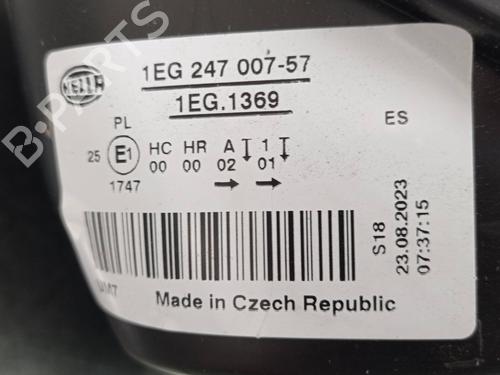 HELLA
1EG 247 007-57
1EG.1369
PL
ES
25 E1 HC HR A 1
00 00 02 01
1747
S18
23.08.2023
07:37:15
Made in Czech Republic
B-PARTS